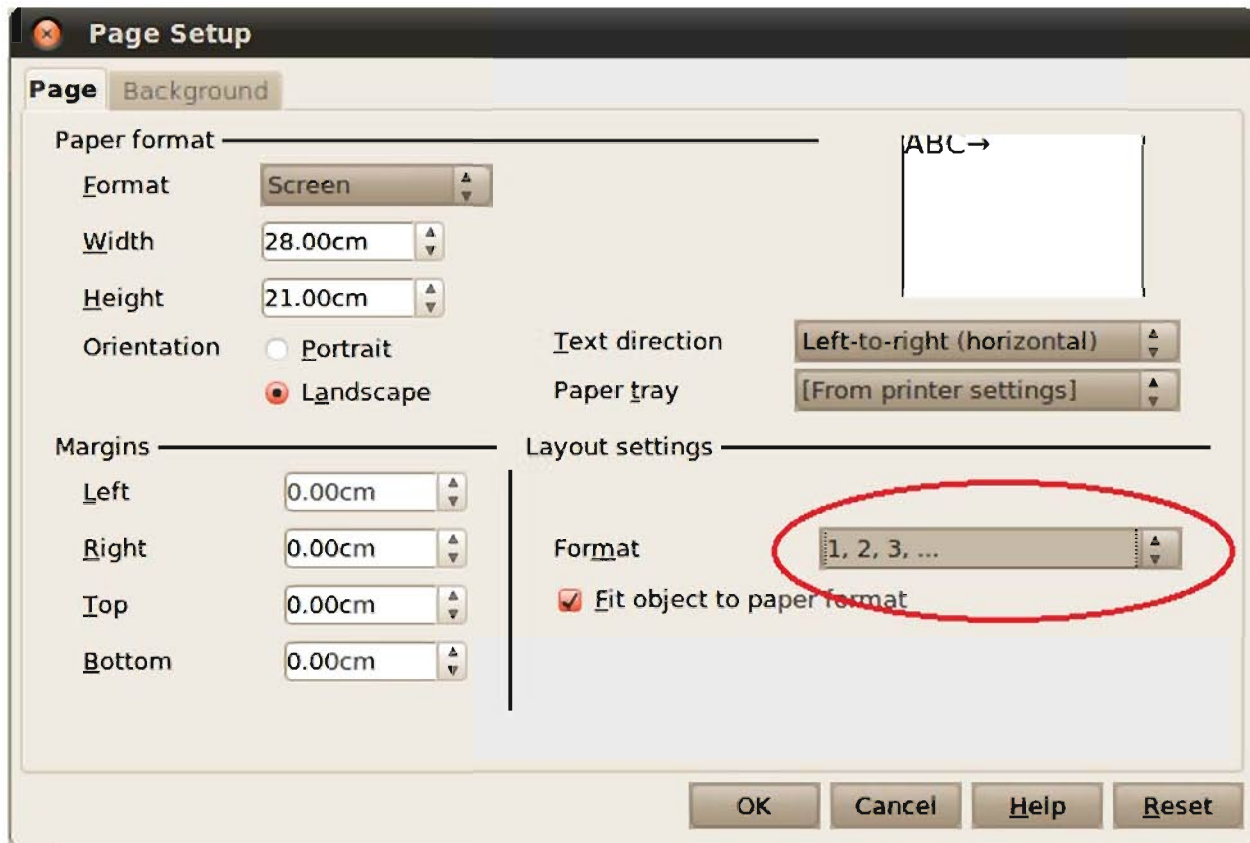 Page Setup
Page Background
Paper format
ABC→
Format Screen
Width 28.00cm
Height 21.00cm
Orientation Portrait
Landscape
Text direction Left-to-right (horizontal)
Paper tray [From printer settings]
Margins
Left 0.00cm
Right 0.00cm
Top 0.00cm
Bottom 0.00cm
Layout settings
Format 1, 2, 3, ...
Fit object to paper format
OK Cancel Help Reset